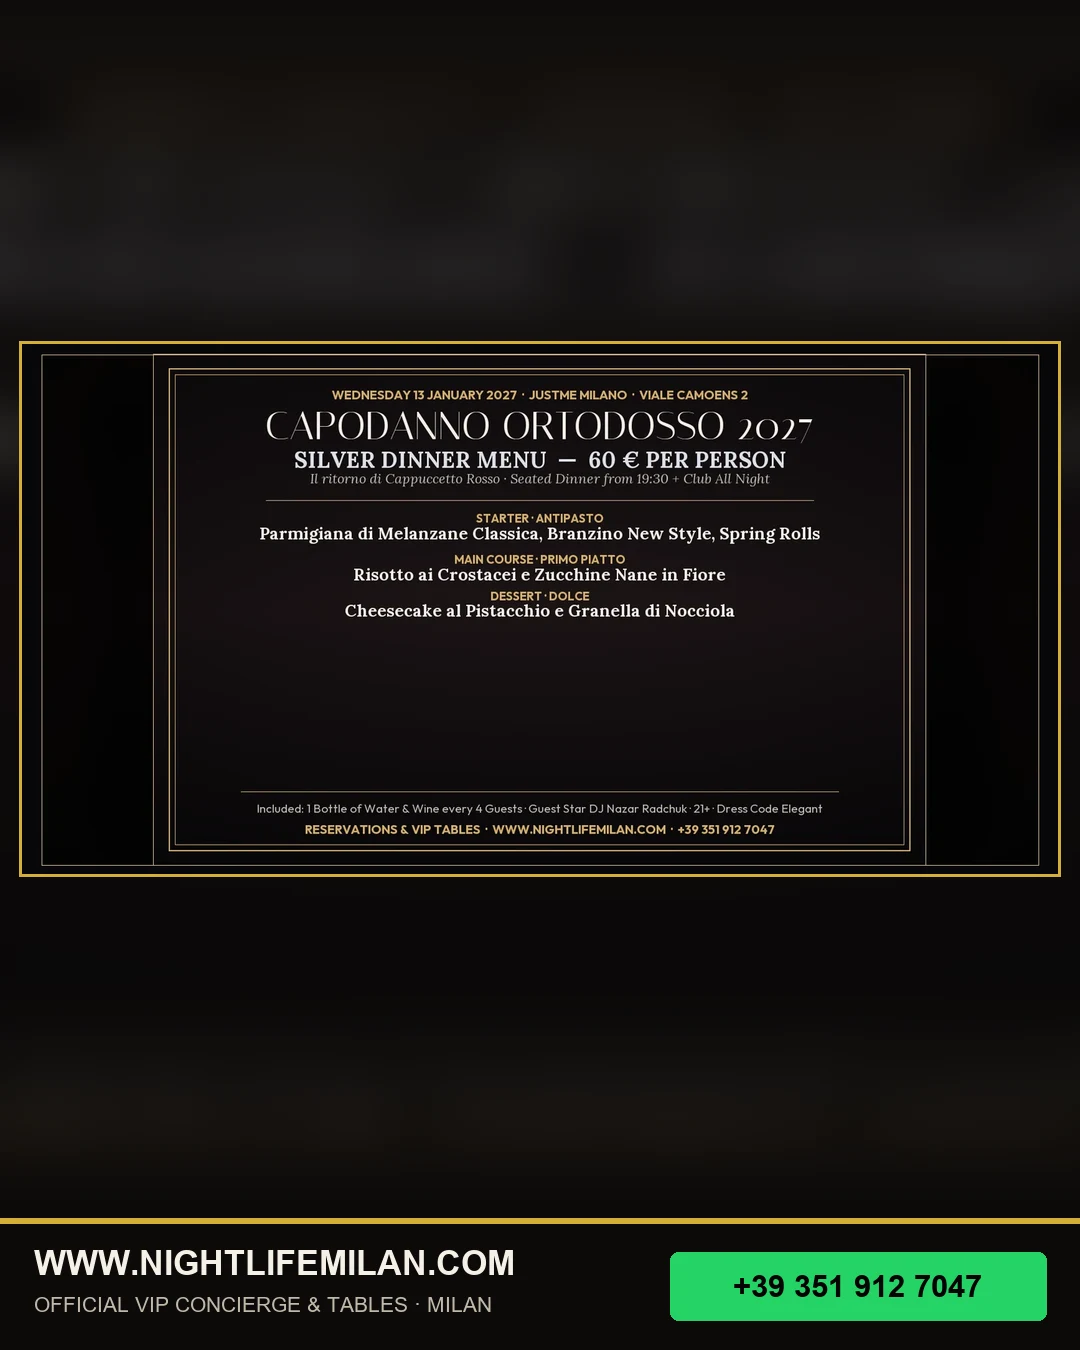 WEDNESDAY 13 JANUARY 2027 · JUSTME MILANO · VIALE CAMOENS 2
CAPODANNO ORTODOSSO 2027
SILVER DINNER MENU — 60 € PER PERSON
Il ritorno di Cappuccetto Rosso · Seated Dinner from 19:30 + Club All Night
STARTER · ANTIPASTO
Parmigiana di Melanzane Classica, Branzino New Style, Spring Rolls
MAIN COURSE · PRIMO PIATTO
Risotto ai Crostacei e Zucchine Nane in Fiore
DESSERT · DOLCE
Cheesecake al Pistacchio e Granella di Nocciola
Included: 1 Bottle of Water & Wine every 4 Guests · Guest Star DJ Nazar Radchuk · 21+ · Dress Code Elegant
RESERVATIONS & VIP TABLES · WWW.NIGHTLIFEMILAN.COM · +39 351 912 7047
WWW.NIGHTLIFEMILAN.COM
OFFICIAL VIP CONCIERGE & TABLES · MILAN
+39 351 912 7047